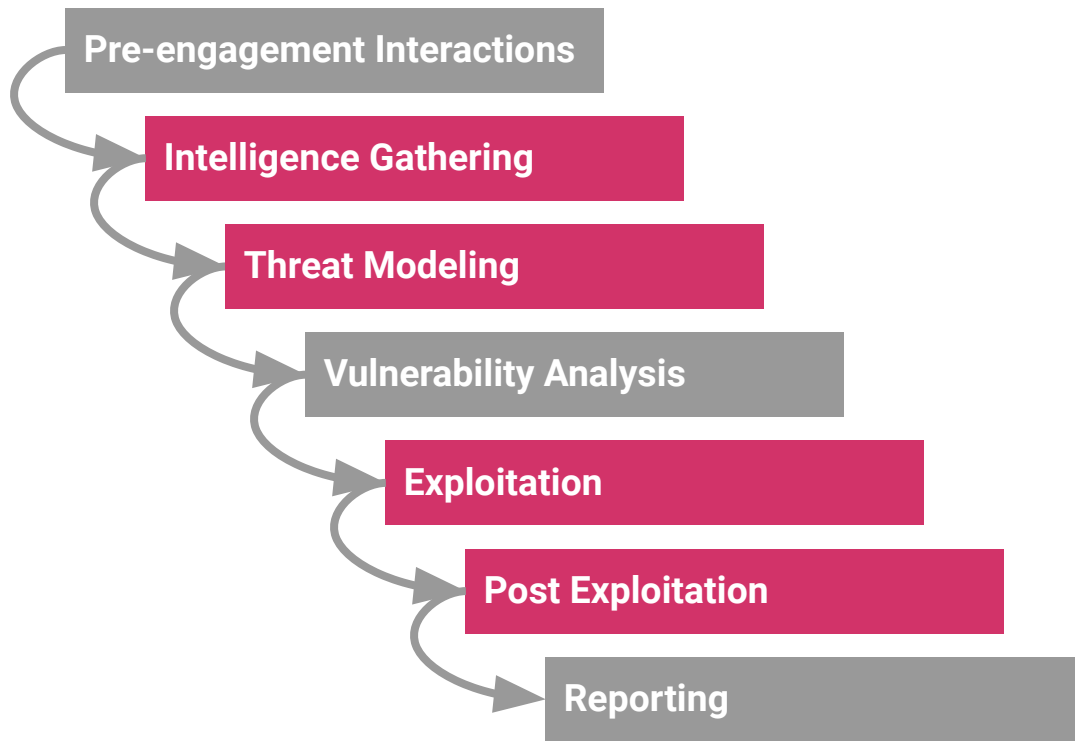 Pre-engagement Interactions
Intelligence Gathering
Threat Modeling
Vulnerability Analysis
Exploitation
Post Exploitation
Reporting